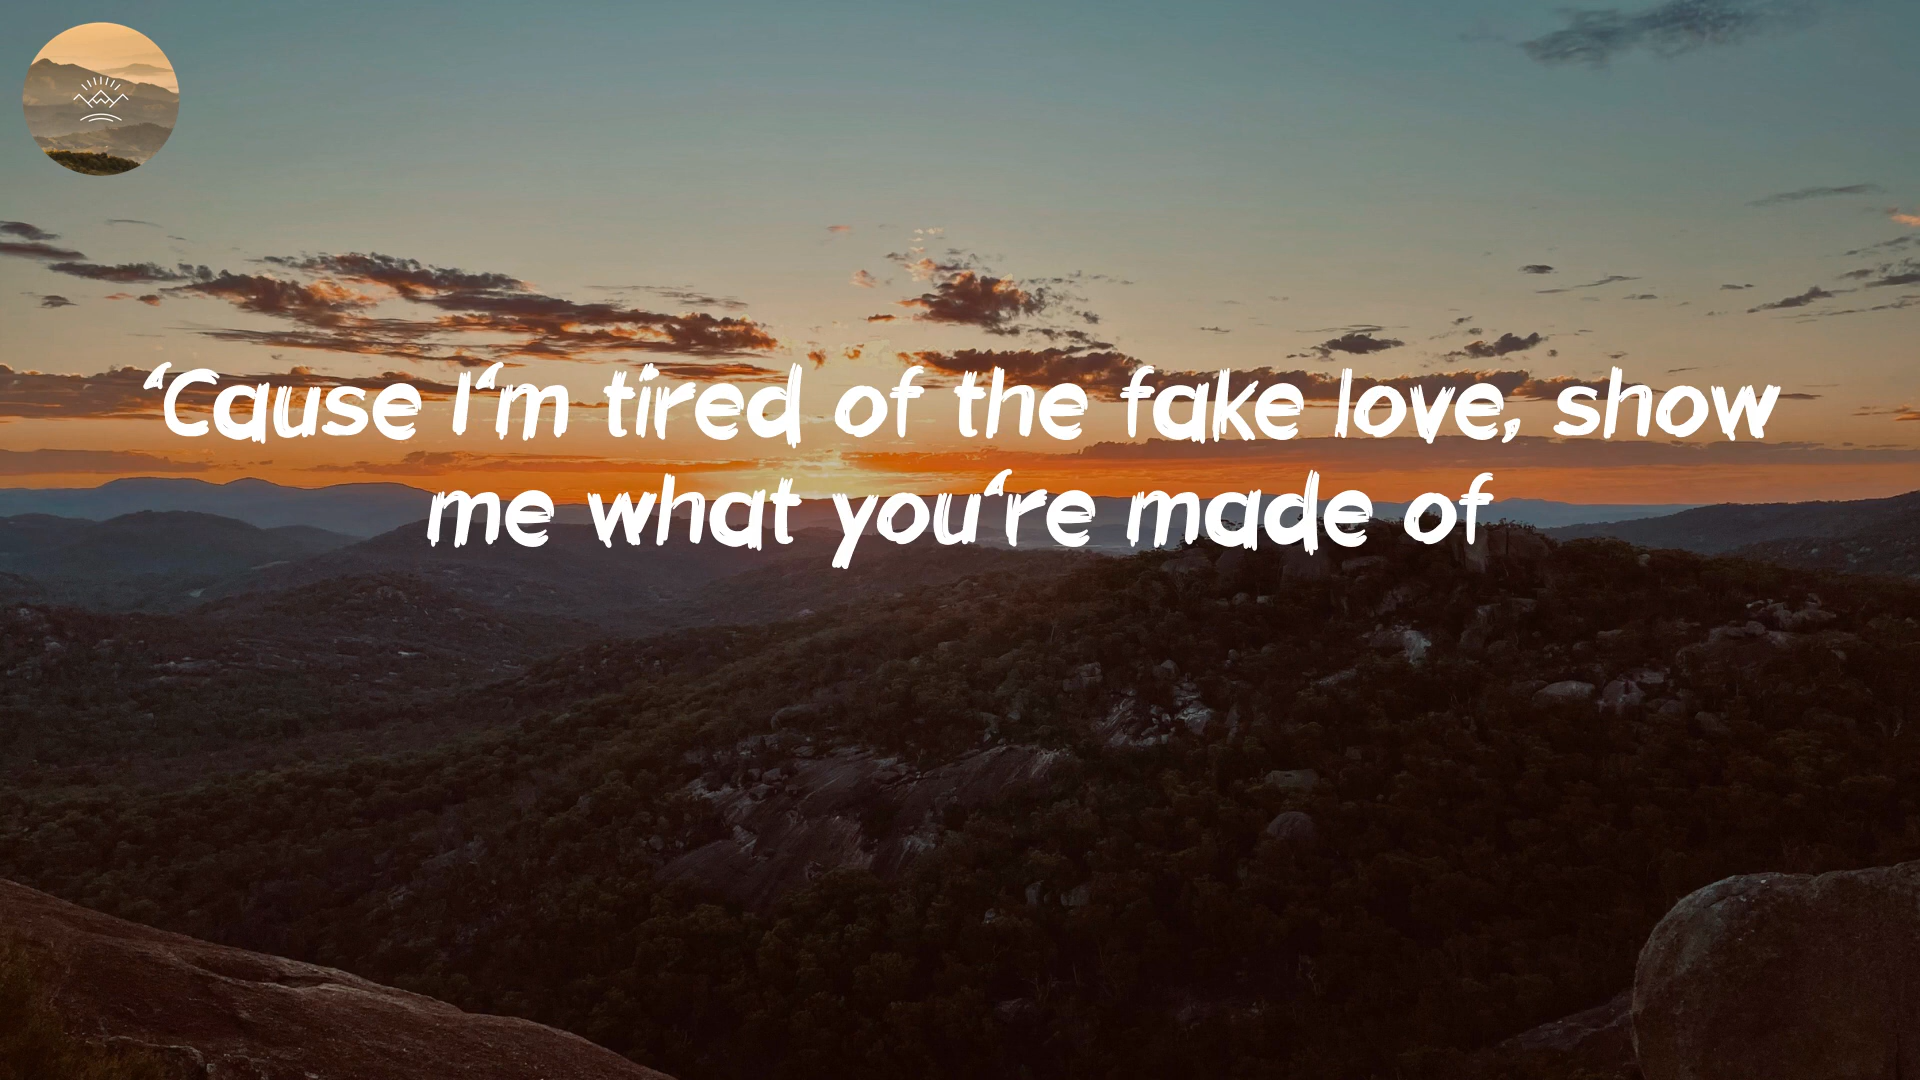 ‘Cause I‘m tired of the fake love, show
me what you‘re made of